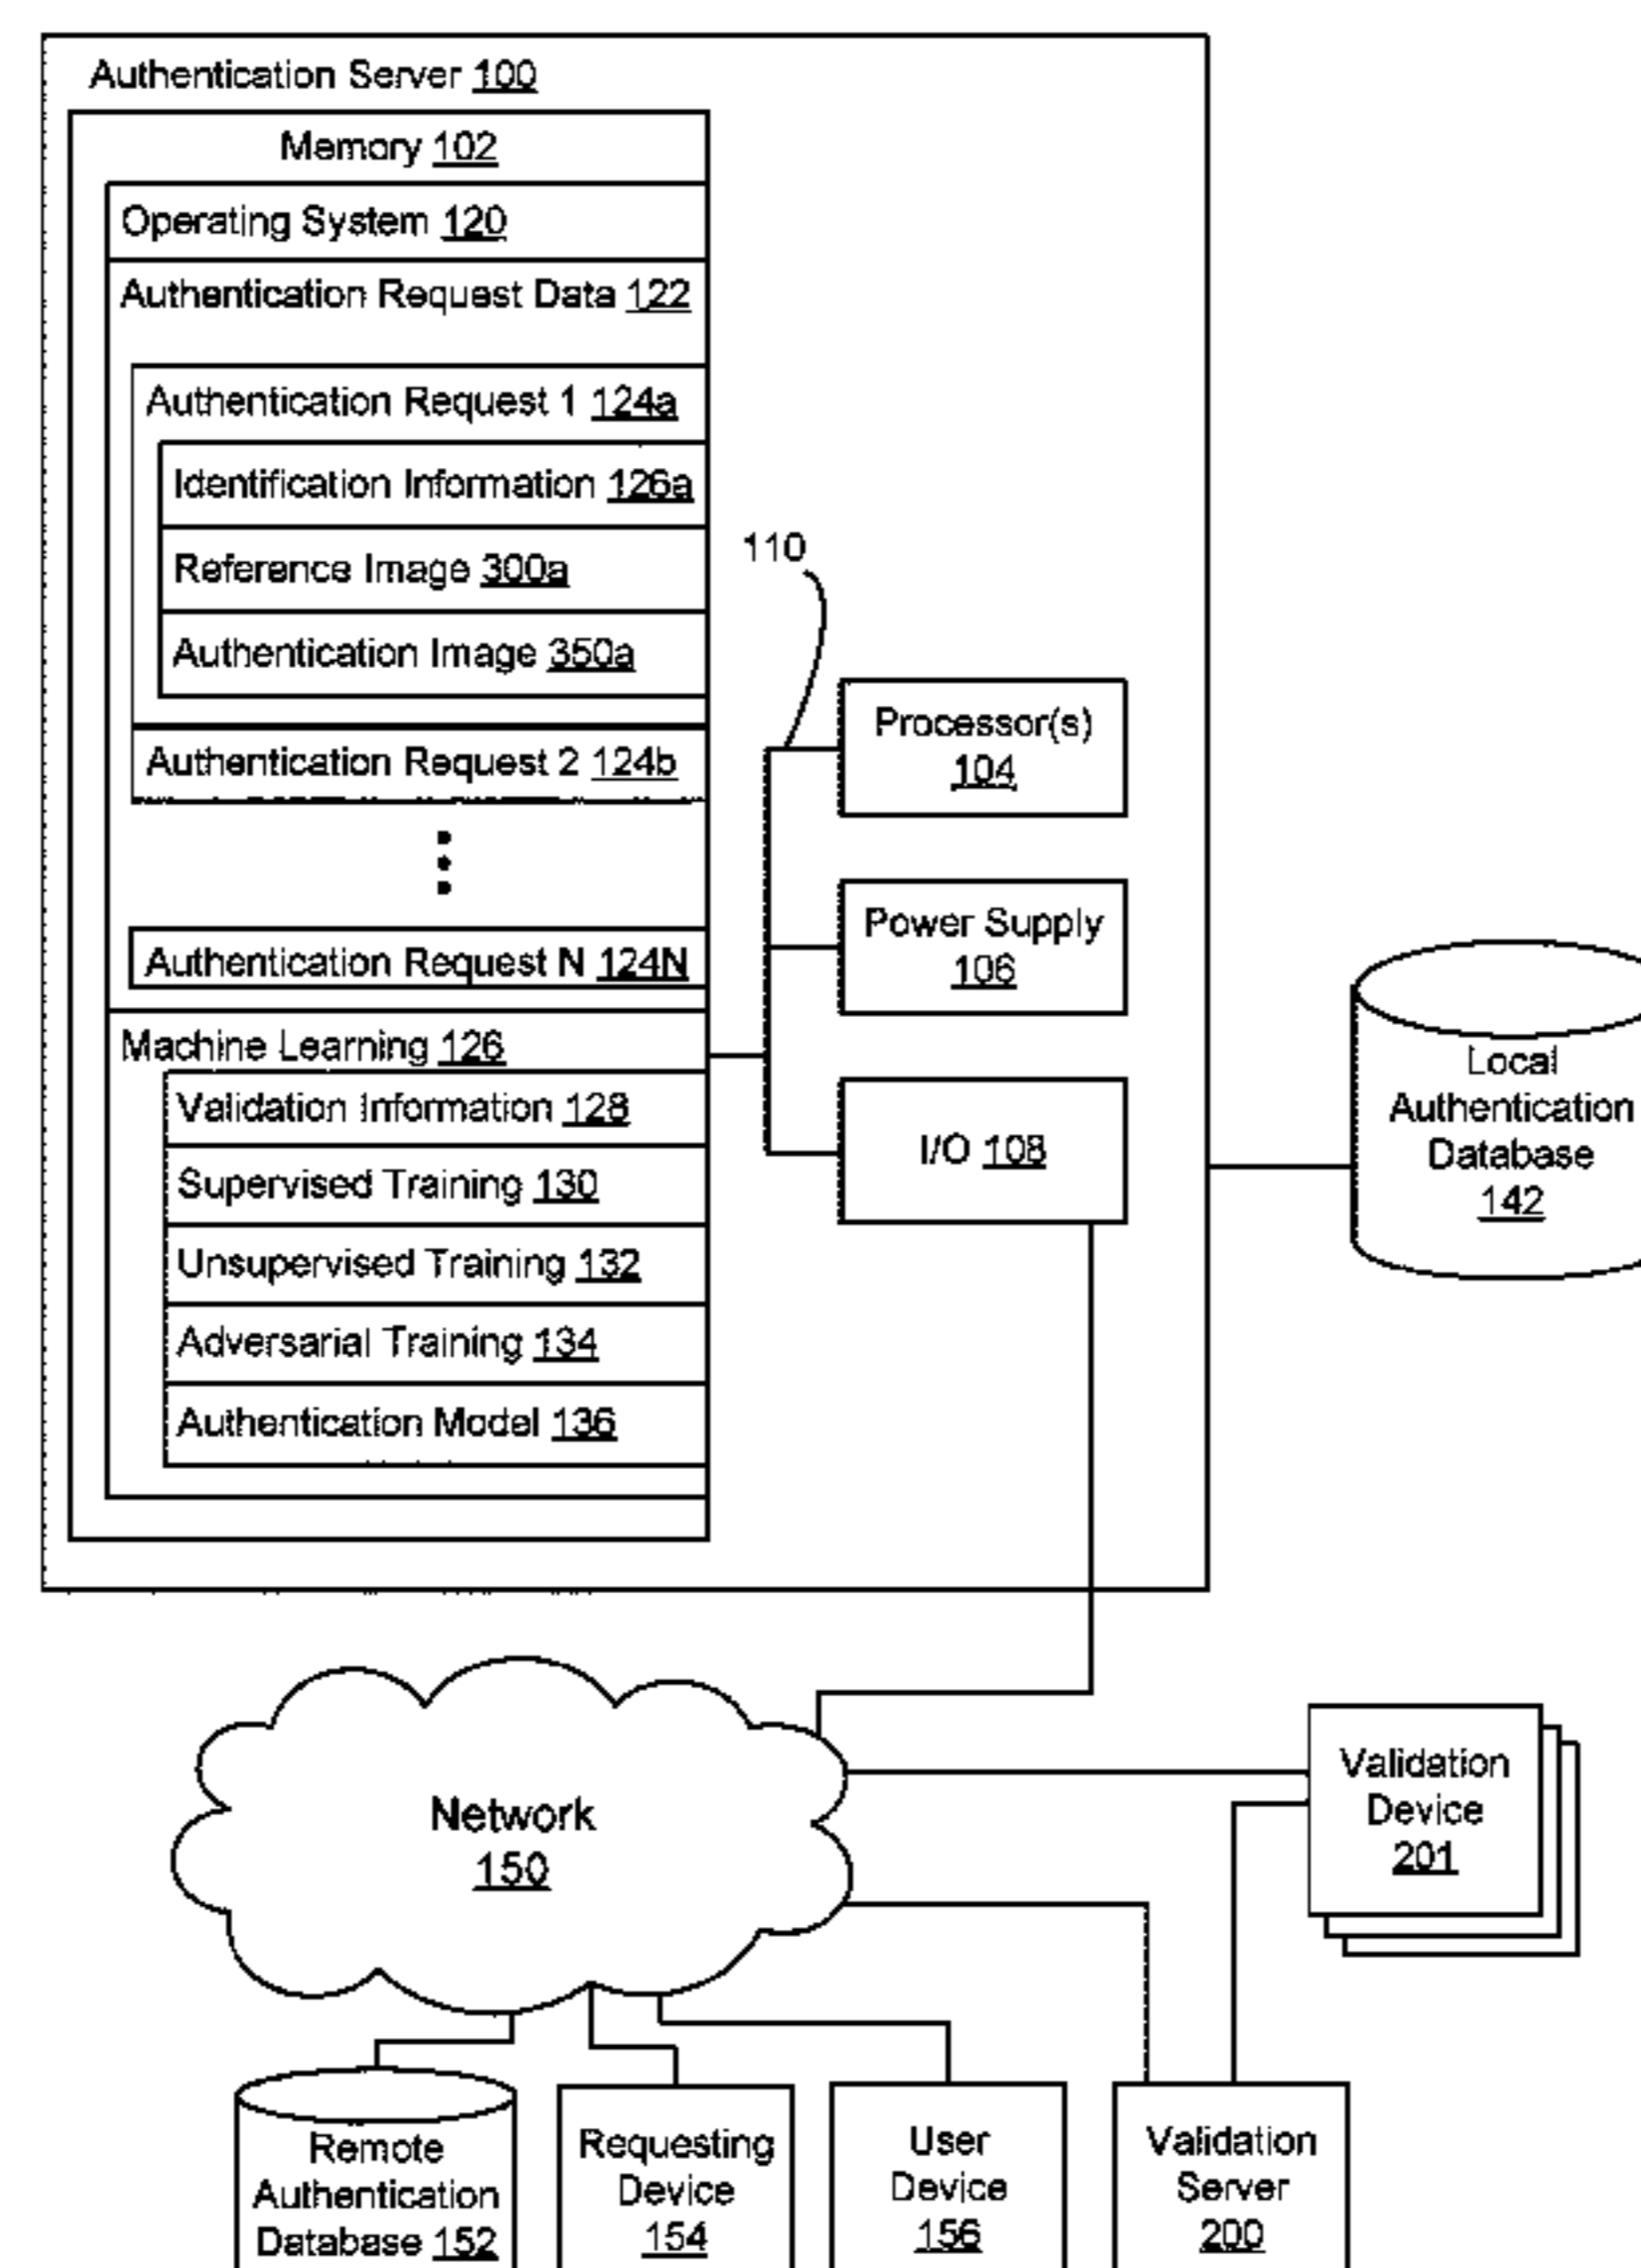 Authentication Server 100
Memory 102
Operating System 120
Authentication Request Data 122
Authentication Request 1 124a
Identification Information 126a
Reference Image 300a
Authentication Image 350a
Authentication Request 2 124b
Authentication Request N 124N
Machine Learning 126
Validation Information 128
Supervised Training 130
Unsupervised Training 132
Adversarial Training 134
Authentication Model 136
110
Processor(s)
104
Power Supply
106
I/O 108
Local
Authentication
Database
142
Network
150
Validation
Device
201
Remote
Authentication
Database 152
Requesting
Device
154
User
Device
156
Validation
Server
200